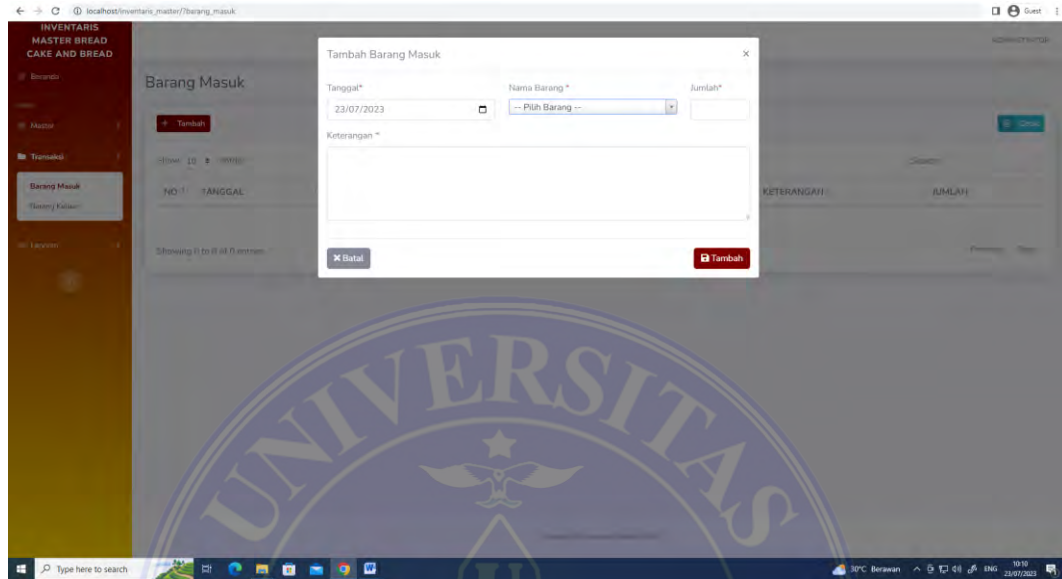 localhost/inventaris_master/?barang_masuk
Guest
INVENTARIS
MASTER BREAD
CAKE AND BREAD
ADMINISTRATOR
Beranda
Master
Transaksi
Barang Masuk
Barang Keluar
Laporan
Barang Masuk
+ Tambah
Show 10 entries
Search:
NO TANGGAL KETERANGAN JUMLAH
Showing 0 to 0 of 0 entries
Previous Next
Tambah Barang Masuk ×
Tanggal* Nama Barang * Jumlah*
23/07/2023 -- Pilih Barang --
Keterangan *
× Batal Tambah
UNIVERSITAS
Type here to search
30°C Berawan ENG 10:10
23/07/2023